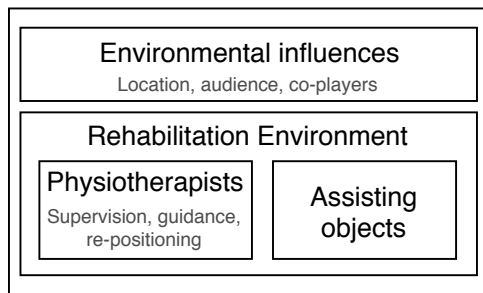 Environmental influences
Location, audience, co-players
Rehabilitation Environment
Physiotherapists
Supervision, guidance,
re-positioning
Assisting
objects